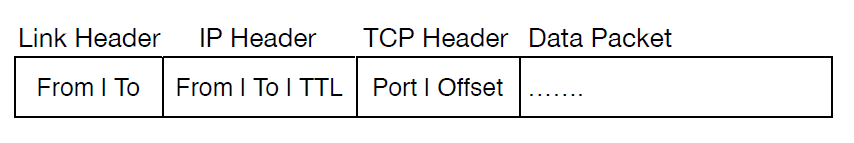 Link Header IP Header TCP Header Data Packet
From | To From | To | TTL Port | Offset .......